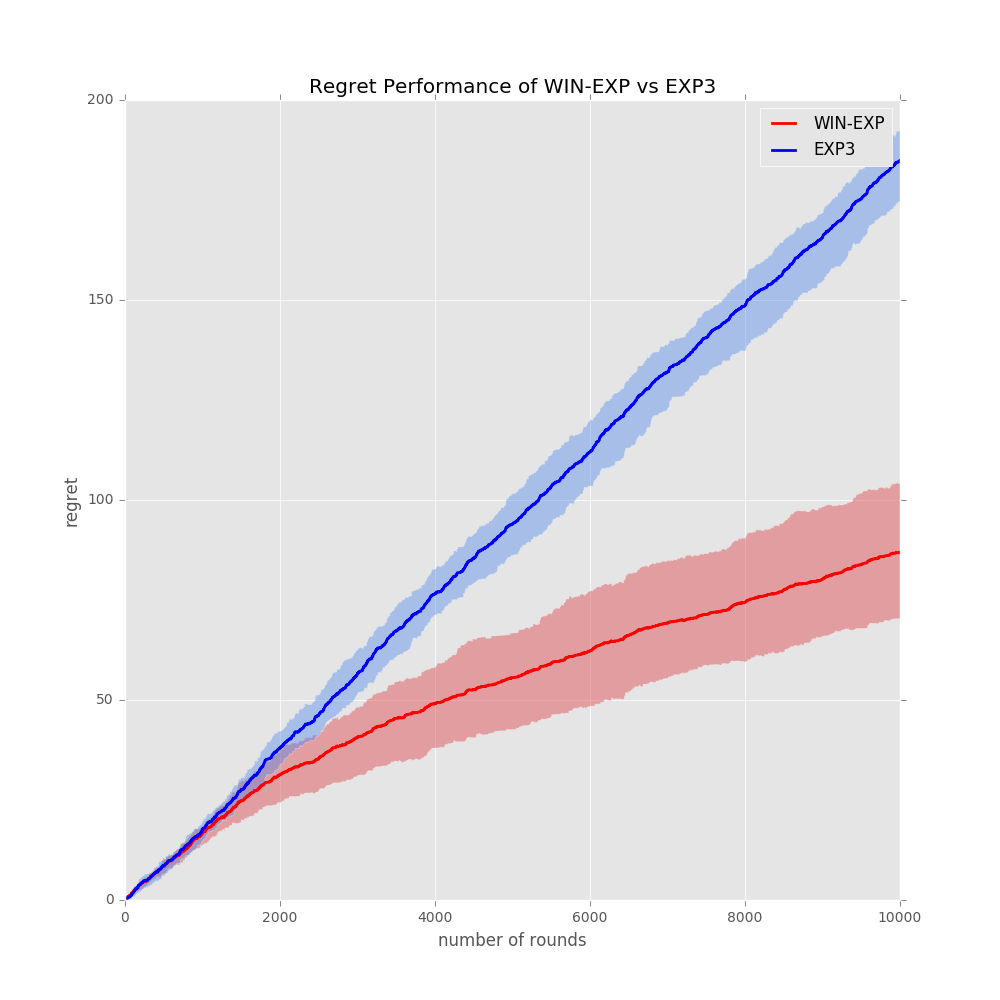 Regret Performance of WIN-EXP vs EXP3
WIN-EXP
EXP3
200
150
100
50
0
regret
0 2000 4000 6000 8000 10000
number of rounds